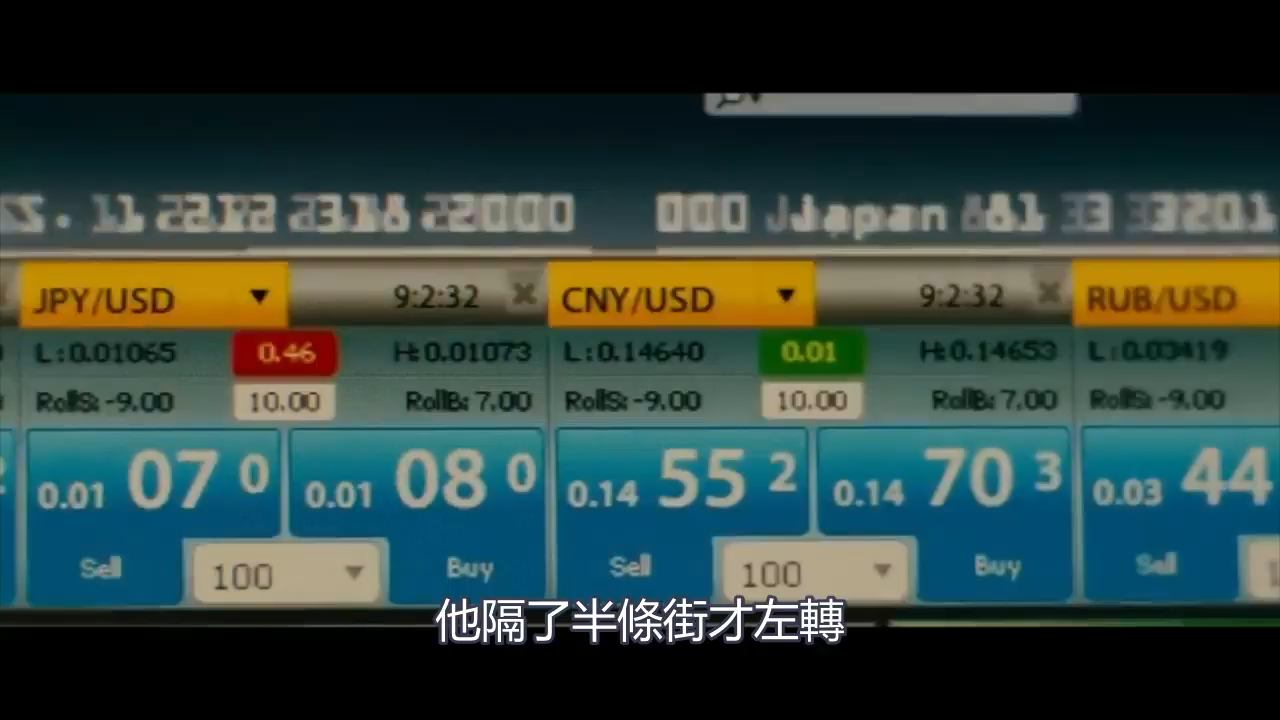 Japan
JPY/USD 9:2:32 CNY/USD 9:2:32 RUB/USD
L:0.01065 0.46 H:0.01073 L:0.14640 0.01 H:0.14653 L:0.03419
RollS:-9.00 10.00 RollB:7.00 RollS:-9.00 10.00 RollB:7.00 RollS:-9.00
0.01 07 0 0.01 08 0 0.14 55 2 0.14 70 3 0.03 44
Sell 100 Buy Sell 100 Buy Sell
他隔了半條街才左轉